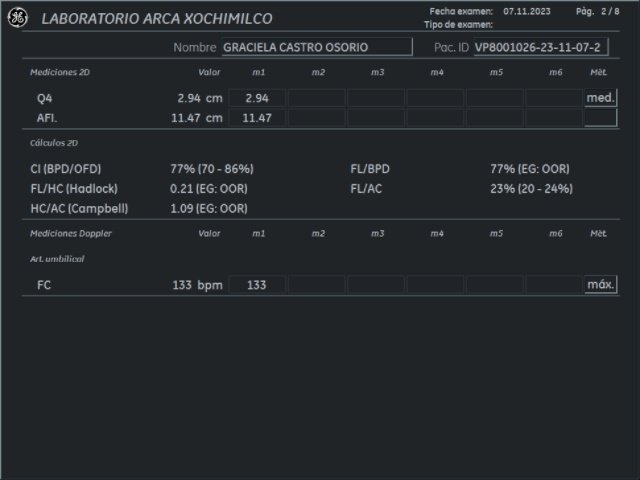 Fecha examen: 07.11.2023 Pàg. 2 / 8
LABORATORIO ARCA XOCHIMILCO
Tipo de examen:
Nombre GRACIELA CASTRO OSORIO Pac. ID VP8001026-23-11-07-2
Mediciones 2D Valor m1 m2 m3 m4 m5 m6 Mèt.
Q4 2.94 cm 2.94 med.
AFI. 11.47 cm 11.47
Cálculos 2D
CI (BPD/OFD) 77% (70 - 86%) FL/BPD 77% (EG: OOR)
FL/HC (Hadlock) 0.21 (EG: OOR) FL/AC 23% (20 - 24%)
HC/AC (Campbell) 1.09 (EG: OOR)
Mediciones Doppler Valor m1 m2 m3 m4 m5 m6 Mèt.
Art. umbilical
FC 133 bpm 133 máx.